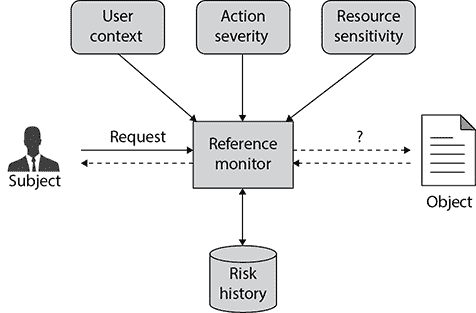 User
context
Action
severity
Resource
sensitivity
Request
Reference
monitor
?
Subject
Object
Risk
history